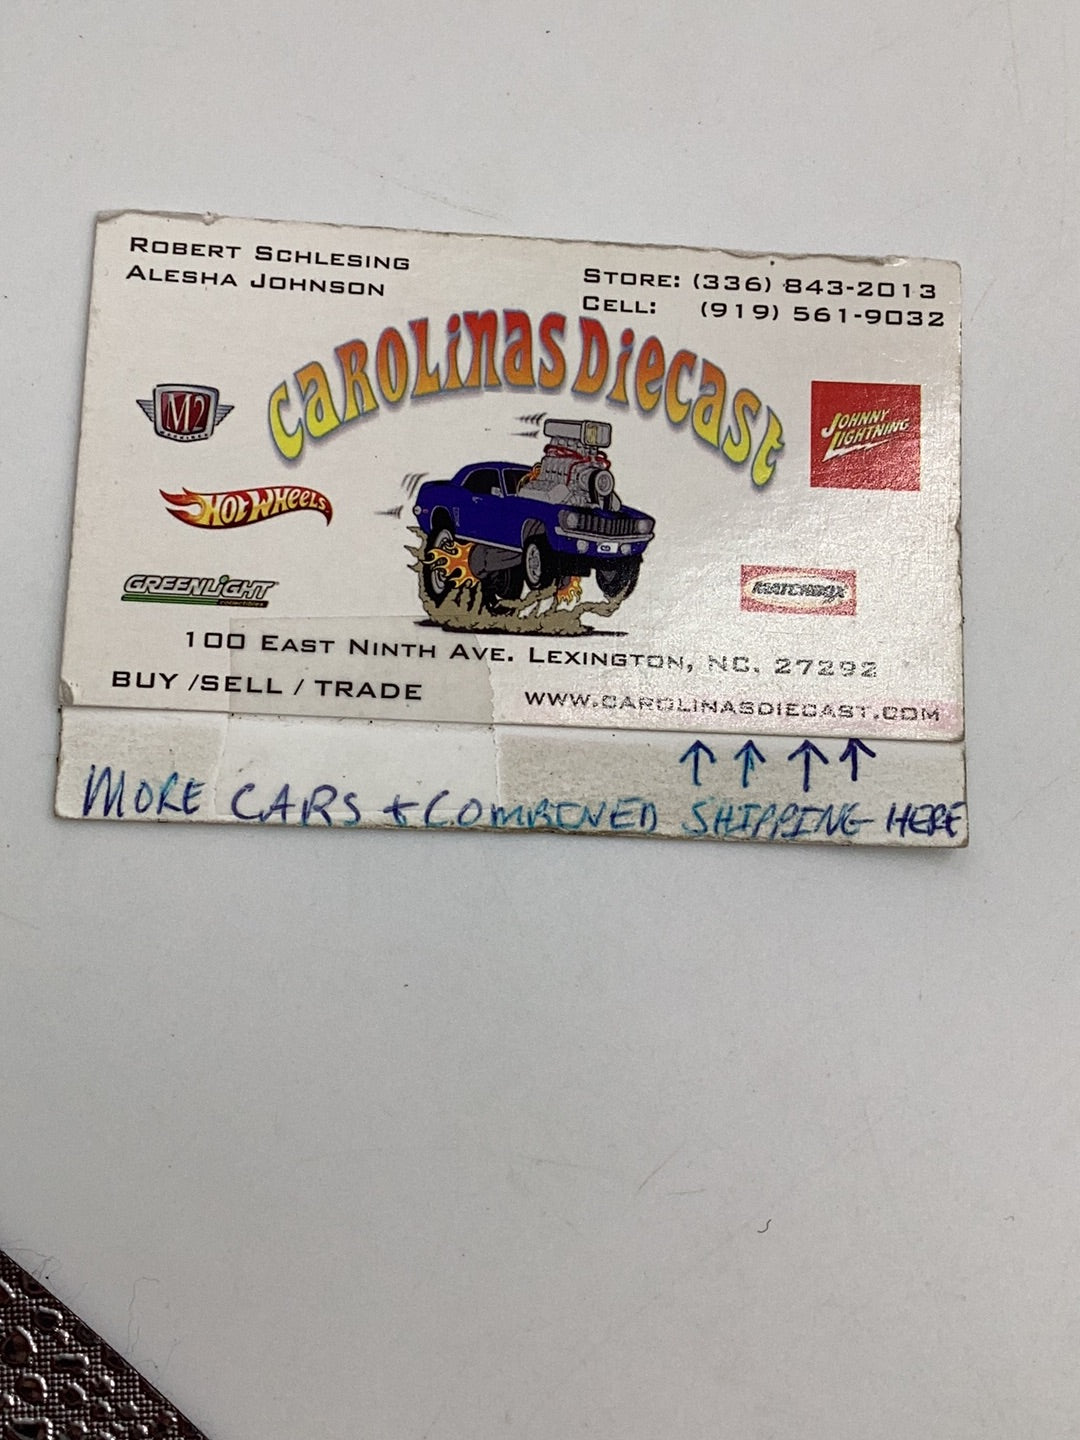 ROBERT SCHLESING
ALESHA JOHNSON
STORE: (336) 843-2013
CELL: (919) 561-9032
CAROLINAS DIECAST
M2
MACHINES
JOHNNY
LIGHTNING
HOT WHEELS
GREENLIGHT
collectibles
MATCHBOX
100 EAST NINTH AVE. LEXINGTON, NC. 27292
BUY /SELL / TRADE
WWW.CAROLINASDIECAST.COM
↑ ↑ ↑ ↑
MORE CARS + COMBINED SHIPPING HERE